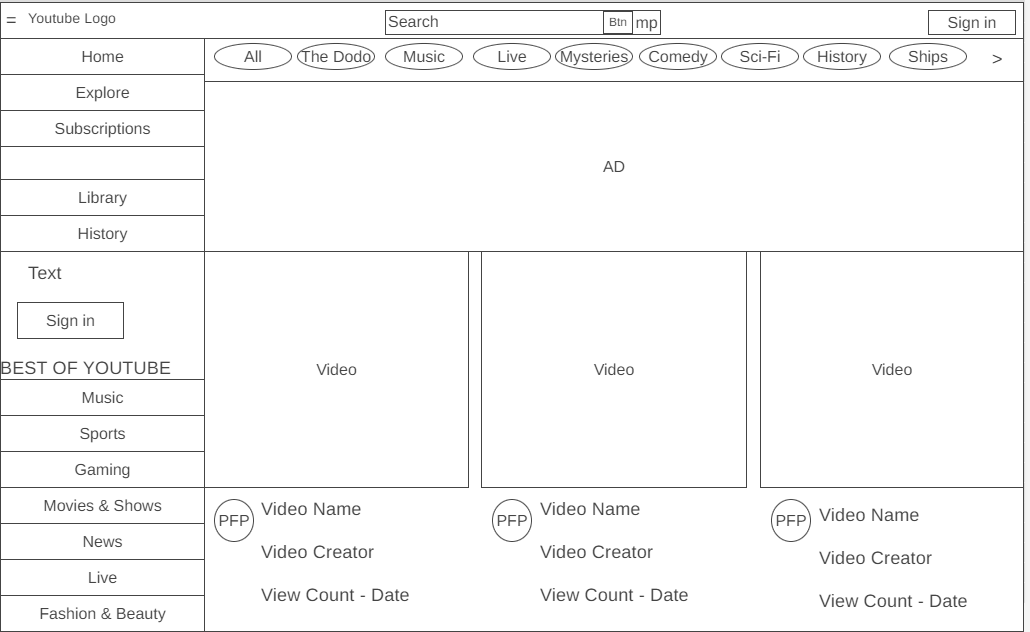 = Youtube Logo
Search Btn mp
Sign in
Home
Explore
Subscriptions
Library
History
Text
Sign in
BEST OF YOUTUBE
Music
Sports
Gaming
Movies & Shows
News
Live
Fashion & Beauty
All The Dodo Music Live Mysteries Comedy Sci-Fi History Ships >
AD
Video Video Video
PFP Video Name
Video Creator
View Count - Date
PFP Video Name
Video Creator
View Count - Date
PFP Video Name
Video Creator
View Count - Date